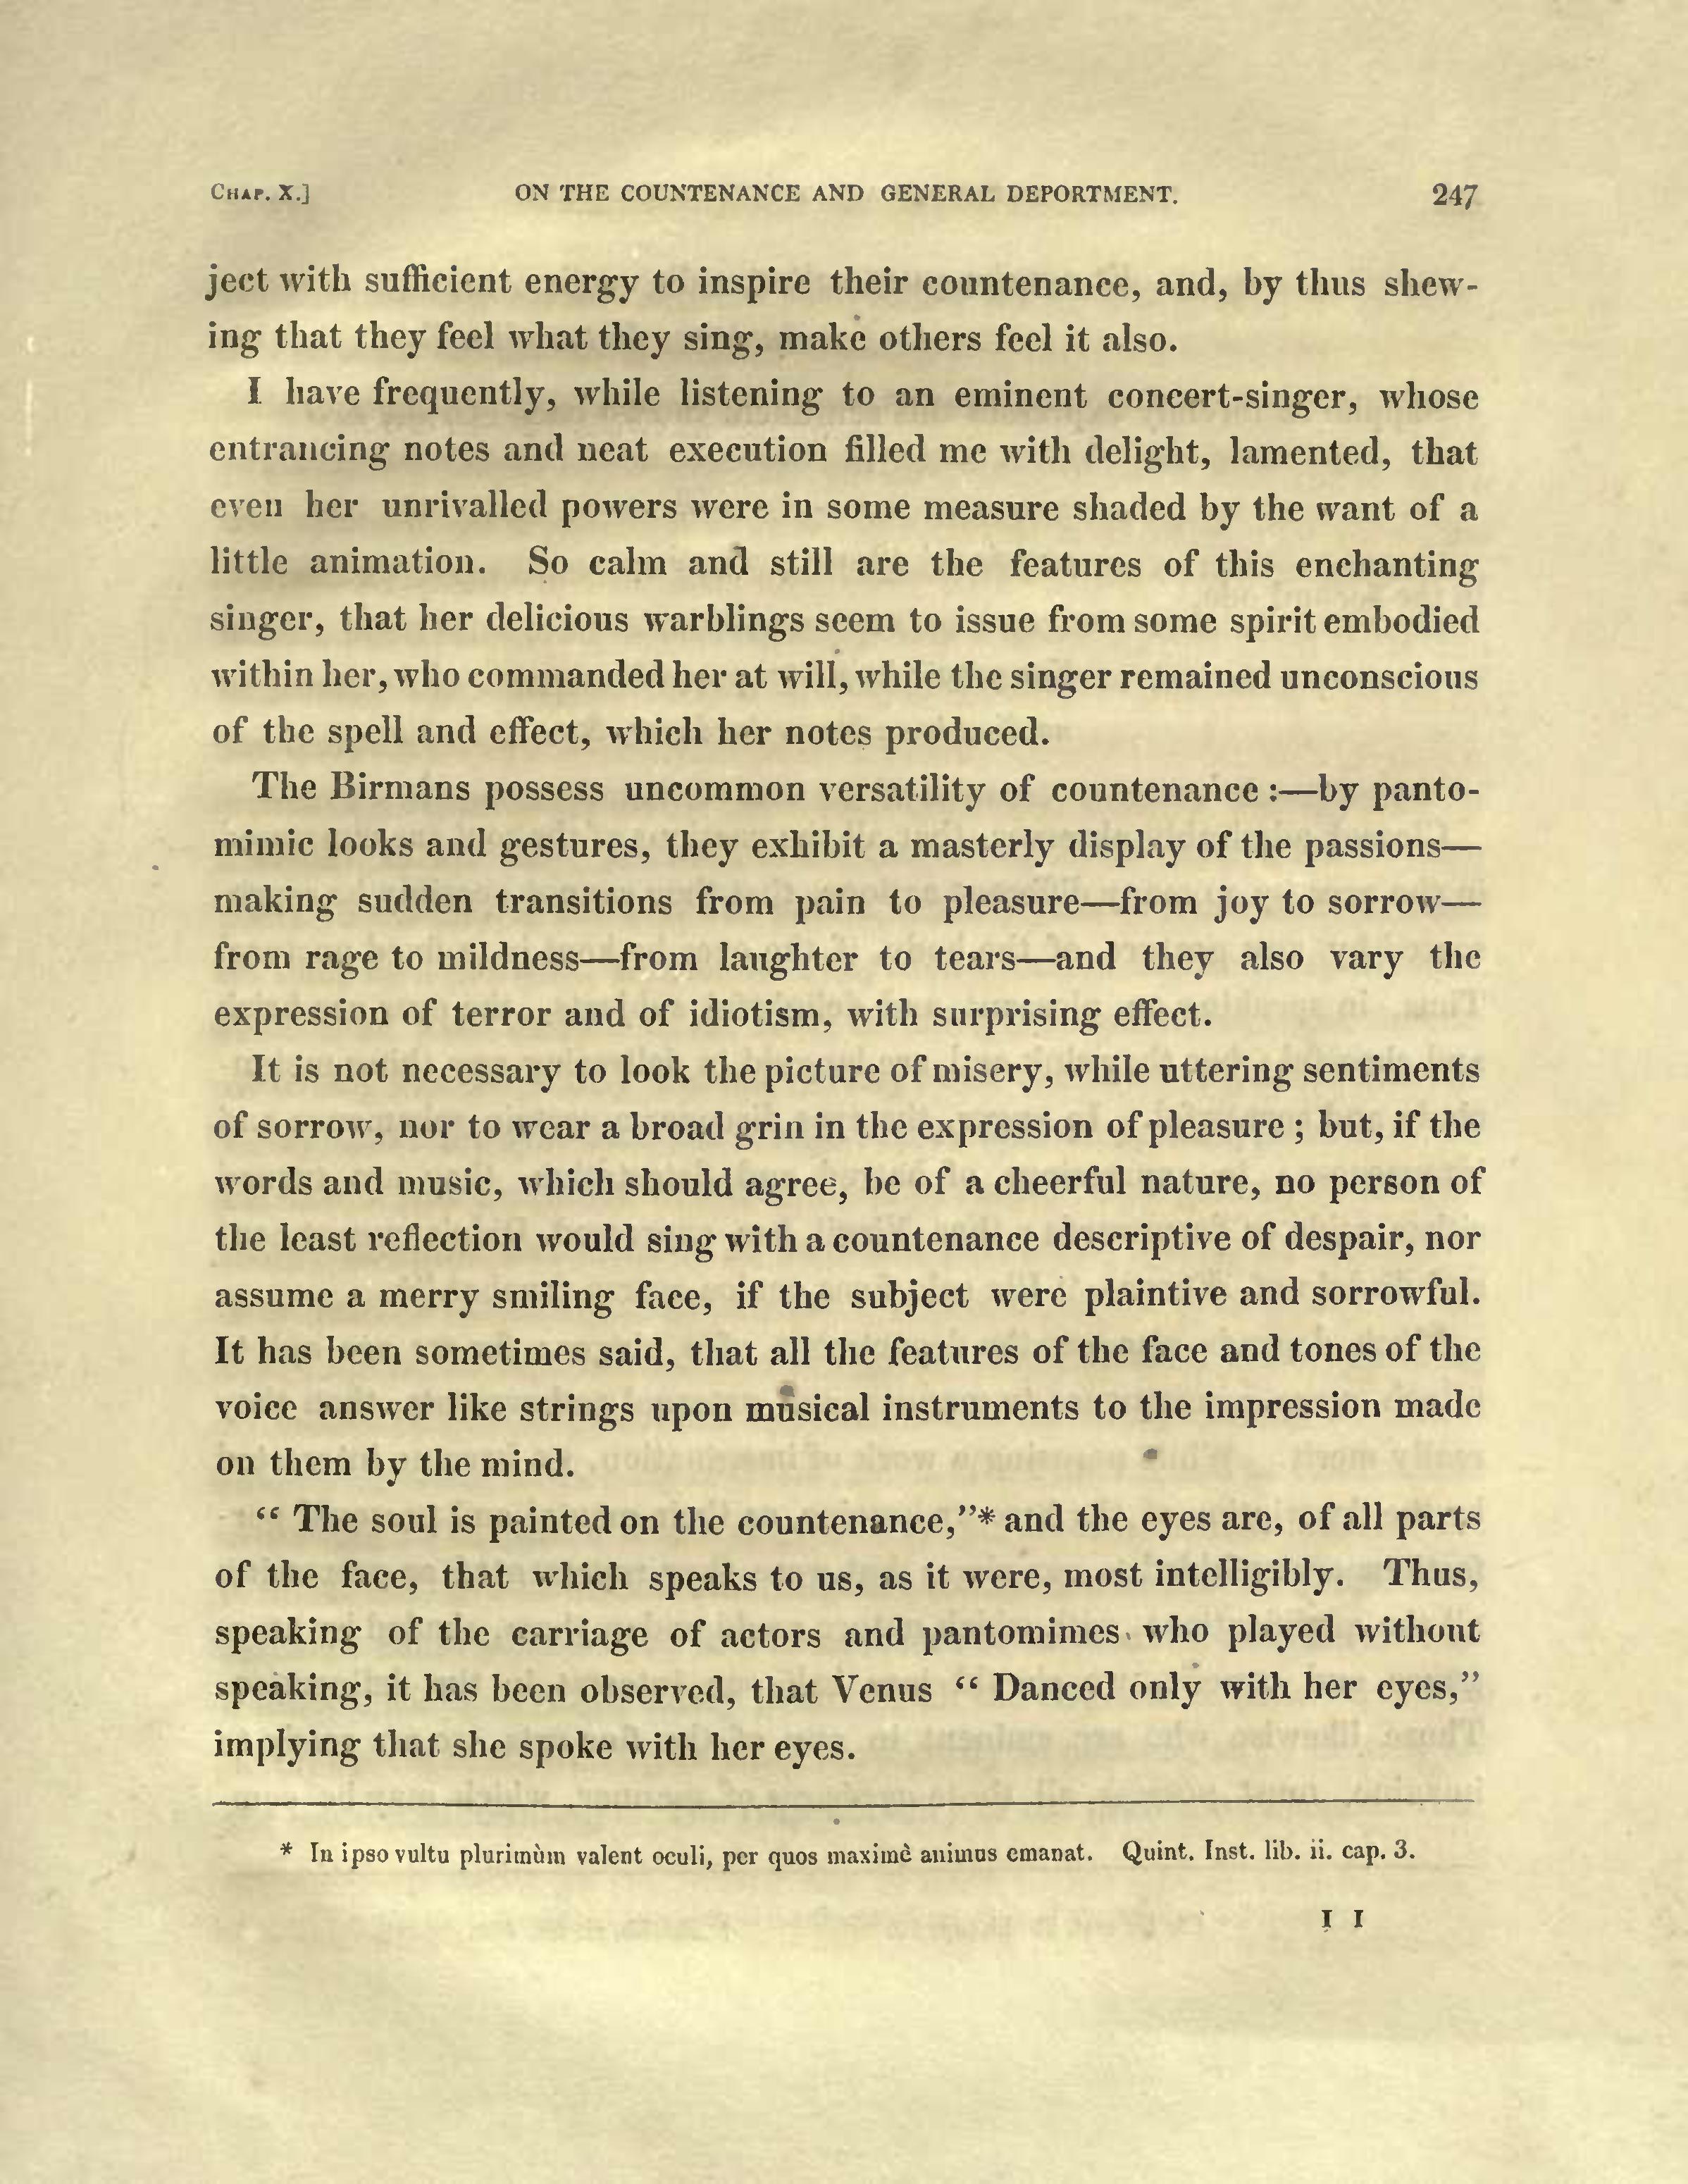 CHAP. X.] ON THE COUNTENANCE AND GENERAL DEPORTMENT. 247
ject with sufficient energy to inspire their countenance, and, by thus shew-
ing that they feel what they sing, make others feel it also.
I have frequently, while listening to an eminent concert-singer, whose
entrancing notes and neat execution filled me with delight, lamented, that
even her unrivalled powers were in some measure shaded by the want of a
little animation. So calm and still are the features of this enchanting
singer, that her delicious warblings seem to issue from some spirit embodied
within her, who commanded her at will, while the singer remained unconscious
of the spell and effect, which her notes produced.
The Birmans possess uncommon versatility of countenance :—by panto-
mimic looks and gestures, they exhibit a masterly display of the passions—
making sudden transitions from pain to pleasure—from joy to sorrow—
from rage to mildness—from laughter to tears—and they also vary the
expression of terror and of idiotism, with surprising effect.
It is not necessary to look the picture of misery, while uttering sentiments
of sorrow, nor to wear a broad grin in the expression of pleasure ; but, if the
words and music, which should agree, be of a cheerful nature, no person of
the least reflection would sing with a countenance descriptive of despair, nor
assume a merry smiling face, if the subject were plaintive and sorrowful.
It has been sometimes said, that all the features of the face and tones of the
voice answer like strings upon musical instruments to the impression made
on them by the mind.
“ The soul is painted on the countenance,”* and the eyes are, of all parts
of the face, that which speaks to us, as it were, most intelligibly. Thus,
speaking of the carriage of actors and pantomimes who played without
speaking, it has been observed, that Venus “ Danced only with her eyes,”
implying that she spoke with her eyes.
* In ipso vultu plurimùm valent oculi, per quos maximè animus emanat. Quint. Inst. lib. ii. cap. 3.
I I